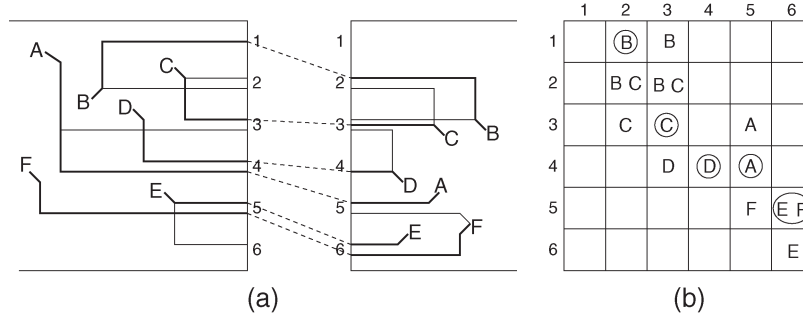 1 2 3 4 5 6
A 1 1 1 B B
C 2 2 2 B C B C
B
D 3 3 B 3 C C A
C
F 4 4 4 D D A
D
E A
5 5 5 F E F
F
E
6 6 6 E
(a) (b)